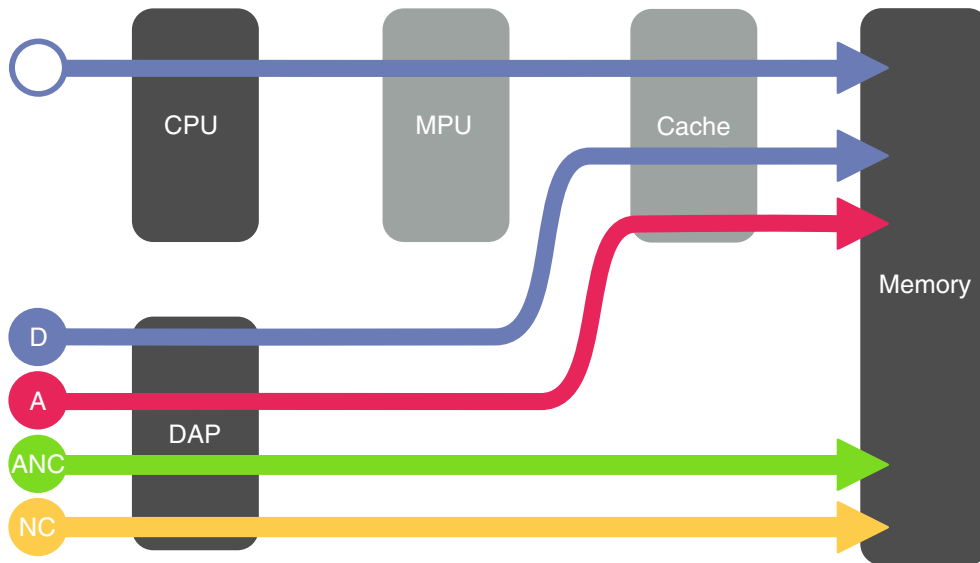 CPU
MPU
Cache
Memory
D
A
DAP
ANC
NC